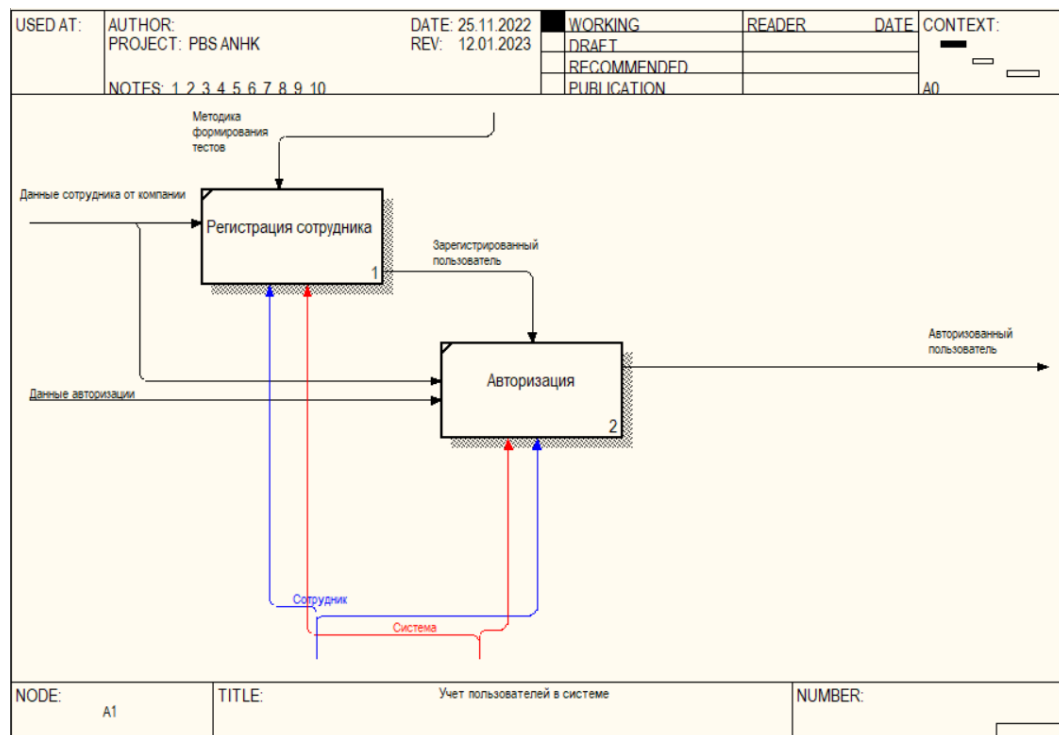 USED AT:
AUTHOR:
DATE: 25.11.2022
WORKING
READER
DATE
CONTEXT:
PROJECT: PBS ANHK
REV: 12.01.2023
DRAFT
RECOMMENDED
NOTES: 1 2 3 4 5 6 7 8 9 10
PUBLICATION
A0
Методика
формирования
тестов
Данные сотрудника от компании
Регистрация сотрудника
1
Зарегистрированный
пользователь
Авторизованный
пользователь
Авторизация
2
Данные авторизации
Сотрудник
Система
NODE:
A1
TITLE:
Учет пользователей в системе
NUMBER: